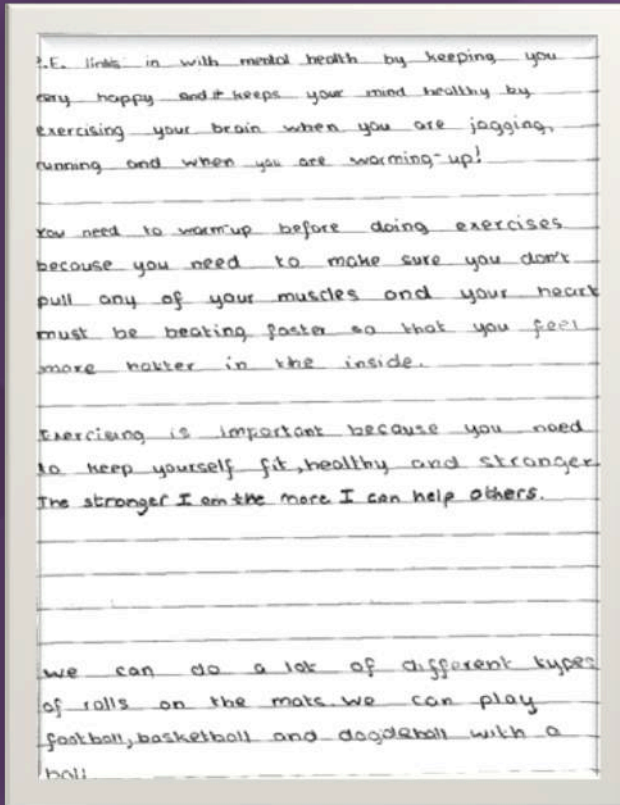 P.E. links in with mental health by keeping you
very happy and it keeps your mind healthy by
exercising your brain when you are jogging,
running and when you are warming-up!
You need to warm up before doing exercises
because you need to make sure you don't
pull any of your muscles and your heart
must be beating faster so that you feel
more hotter in the inside.
Exercising is important because you need
to keep yourself fit, healthy and stronger
The stronger I am the more I can help others.
we can do a lot of different types
of rolls on the mats. we can play
football, basketball and dogdeball with a
ball